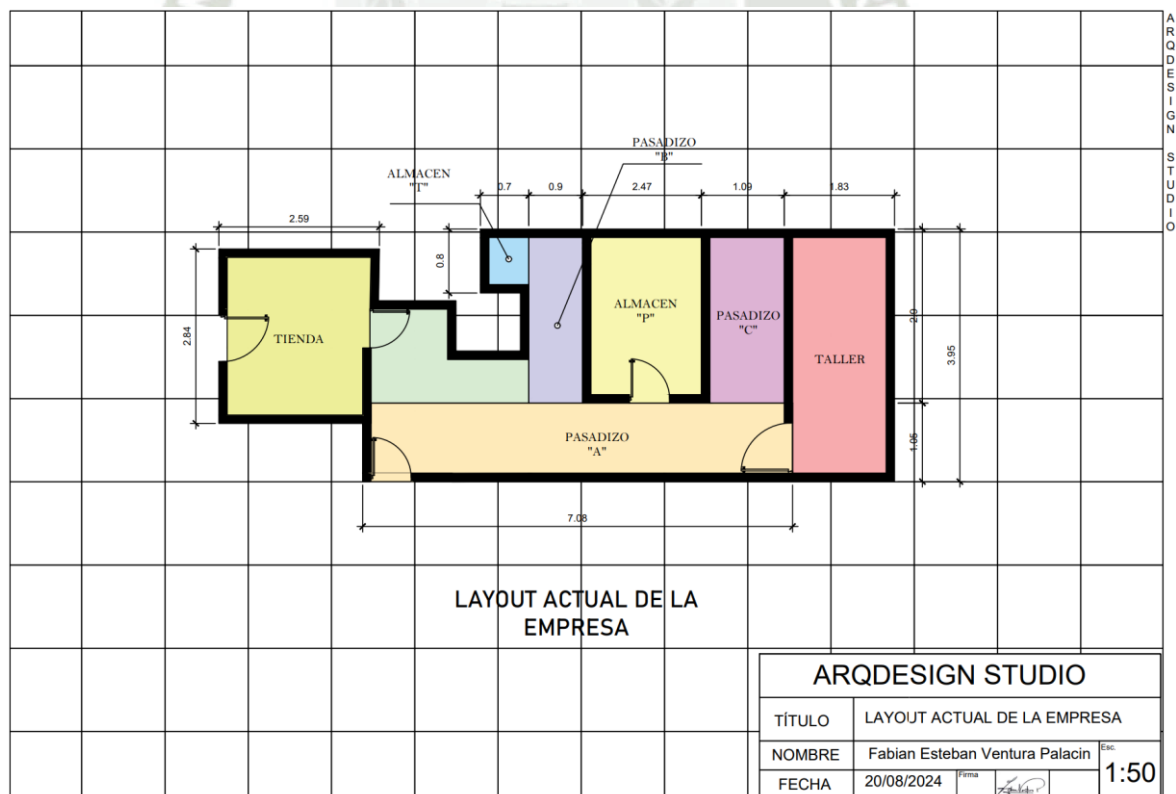 ARQDESIGN STUDIO
PASADIZO
"B"
ALMACEN
"T"
0.7
0.9
2.47
1.09
1.83
2.59
0.8
2.84
TIENDA
ALMACEN
"P"
PASADIZO
"C"
TALLER
2.9
3.95
PASADIZO
"A"
1.05
7.08
LAYOUT ACTUAL DE LA
EMPRESA
ARQDESIGN STUDIO
TÍTULO
LAYOUT ACTUAL DE LA EMPRESA
NOMBRE
Fabian Esteban Ventura Palacin
Esc.
1:50
FECHA
20/08/2024
Firma